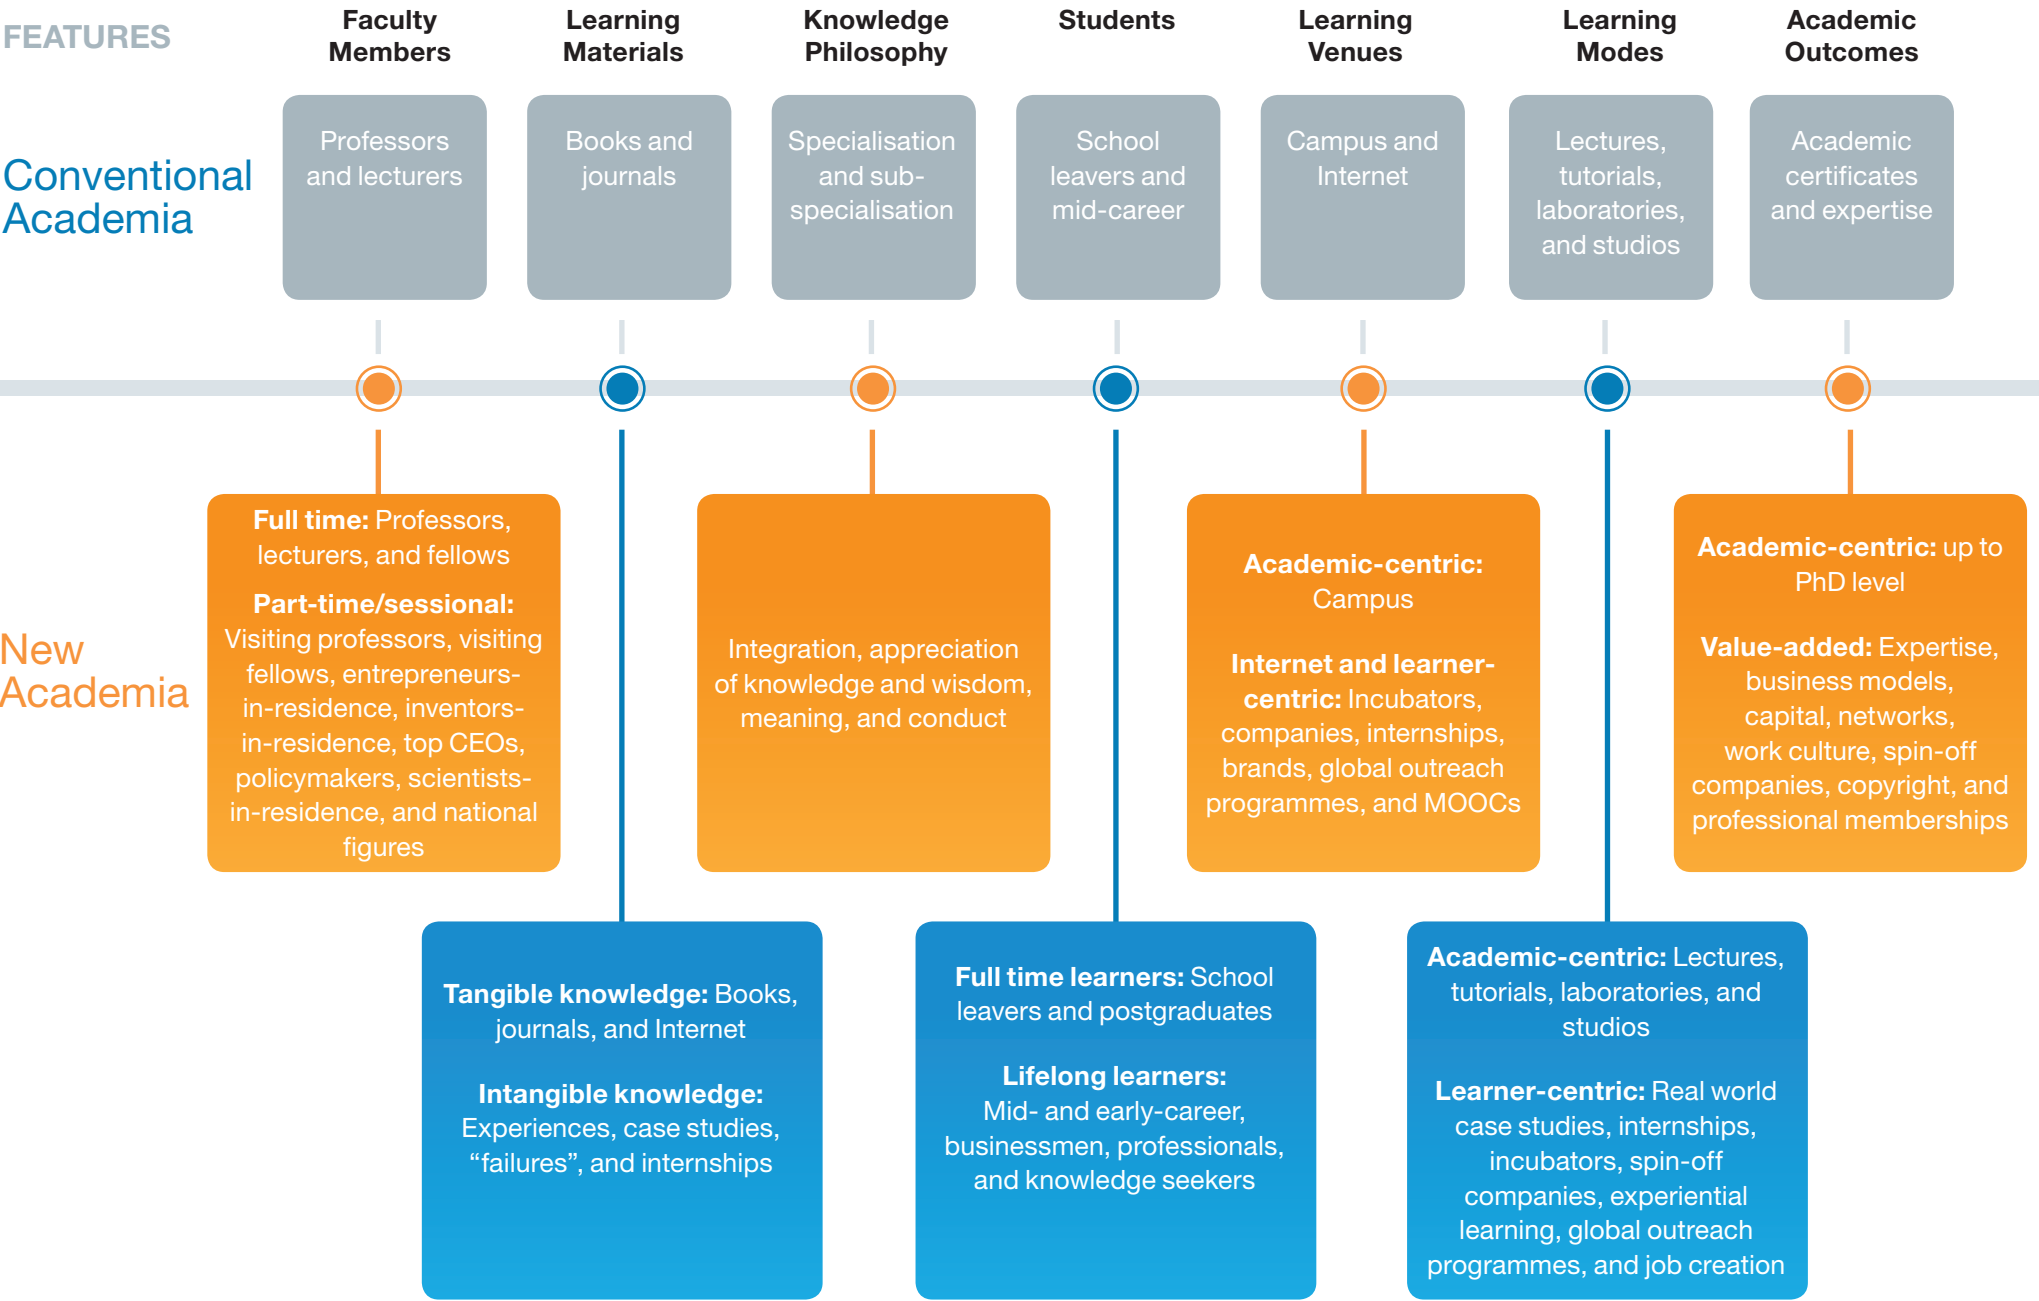 FEATURES
Faculty
Members
Learning
Materials
Knowledge
Philosophy
Students
Learning
Venues
Learning
Modes
Academic
Outcomes
Conventional
Academia
Professors
and lecturers
Books and
journals
Specialisation
and sub-
specialisation
School
leavers and
mid-career
Campus and
Internet
Lectures,
tutorials,
laboratories,
and studios
Academic
certificates
and expertise
New
Academia
Full time: Professors,
lecturers, and fellows
Part-time/sessional:
Visiting professors, visiting
fellows, entrepreneurs-
in-residence, inventors-
in-residence, top CEOs,
policymakers, scientists-
in-residence, and national
figures
Tangible knowledge: Books,
journals, and Internet
Intangible knowledge:
Experiences, case studies,
“failures”, and internships
Integration, appreciation
of knowledge and wisdom,
meaning, and conduct
Full time learners: School
leavers and postgraduates
Lifelong learners:
Mid- and early-career,
businessmen, professionals,
and knowledge seekers
Academic-centric:
Campus
Internet and learner-
centric: Incubators,
companies, internships,
brands, global outreach
programmes, and MOOCs
Academic-centric: Lectures,
tutorials, laboratories, and
studios
Learner-centric: Real world
case studies, internships,
incubators, spin-off
companies, experiential
learning, global outreach
programmes, and job creation
Academic-centric: up to
PhD level
Value-added: Expertise,
business models,
capital, networks,
work culture, spin-off
companies, copyright, and
professional memberships